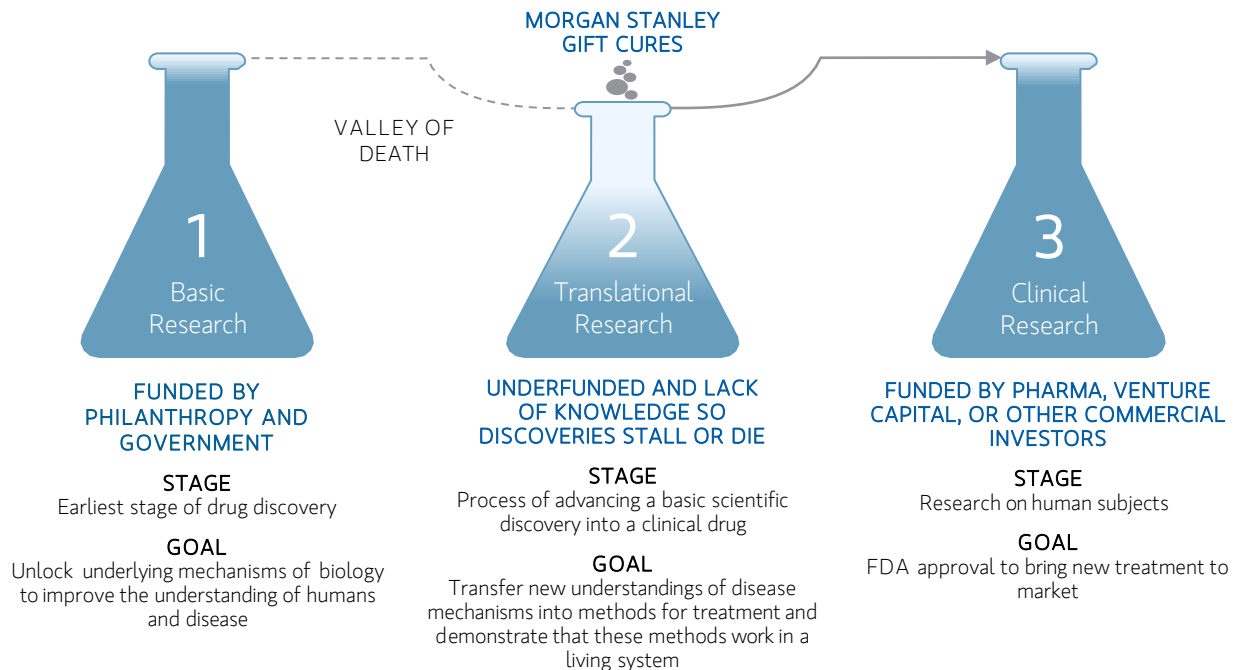 MORGAN STANLEY
GIFT CURES
VALLEY OF
DEATH
1
Basic
Research
2
Translational
Research
3
Clinical
Research
FUNDED BY
PHILANTHROPY AND
GOVERNMENT
STAGE
Earliest stage of drug discovery
GOAL
Unlock underlying mechanisms of biology
to improve the understanding of humans
and disease
UNDERFUNDED AND LACK
OF KNOWLEDGE SO
DISCOVERIES STALL OR DIE
STAGE
Process of advancing a basic scientific
discovery into a clinical drug
GOAL
Transfer new understandings of disease
mechanisms into methods for treatment and
demonstrate that these methods work in a
living system
FUNDED BY PHARMA, VENTURE
CAPITAL, OR OTHER COMMERCIAL
INVESTORS
STAGE
Research on human subjects
GOAL
FDA approval to bring new treatment to
market